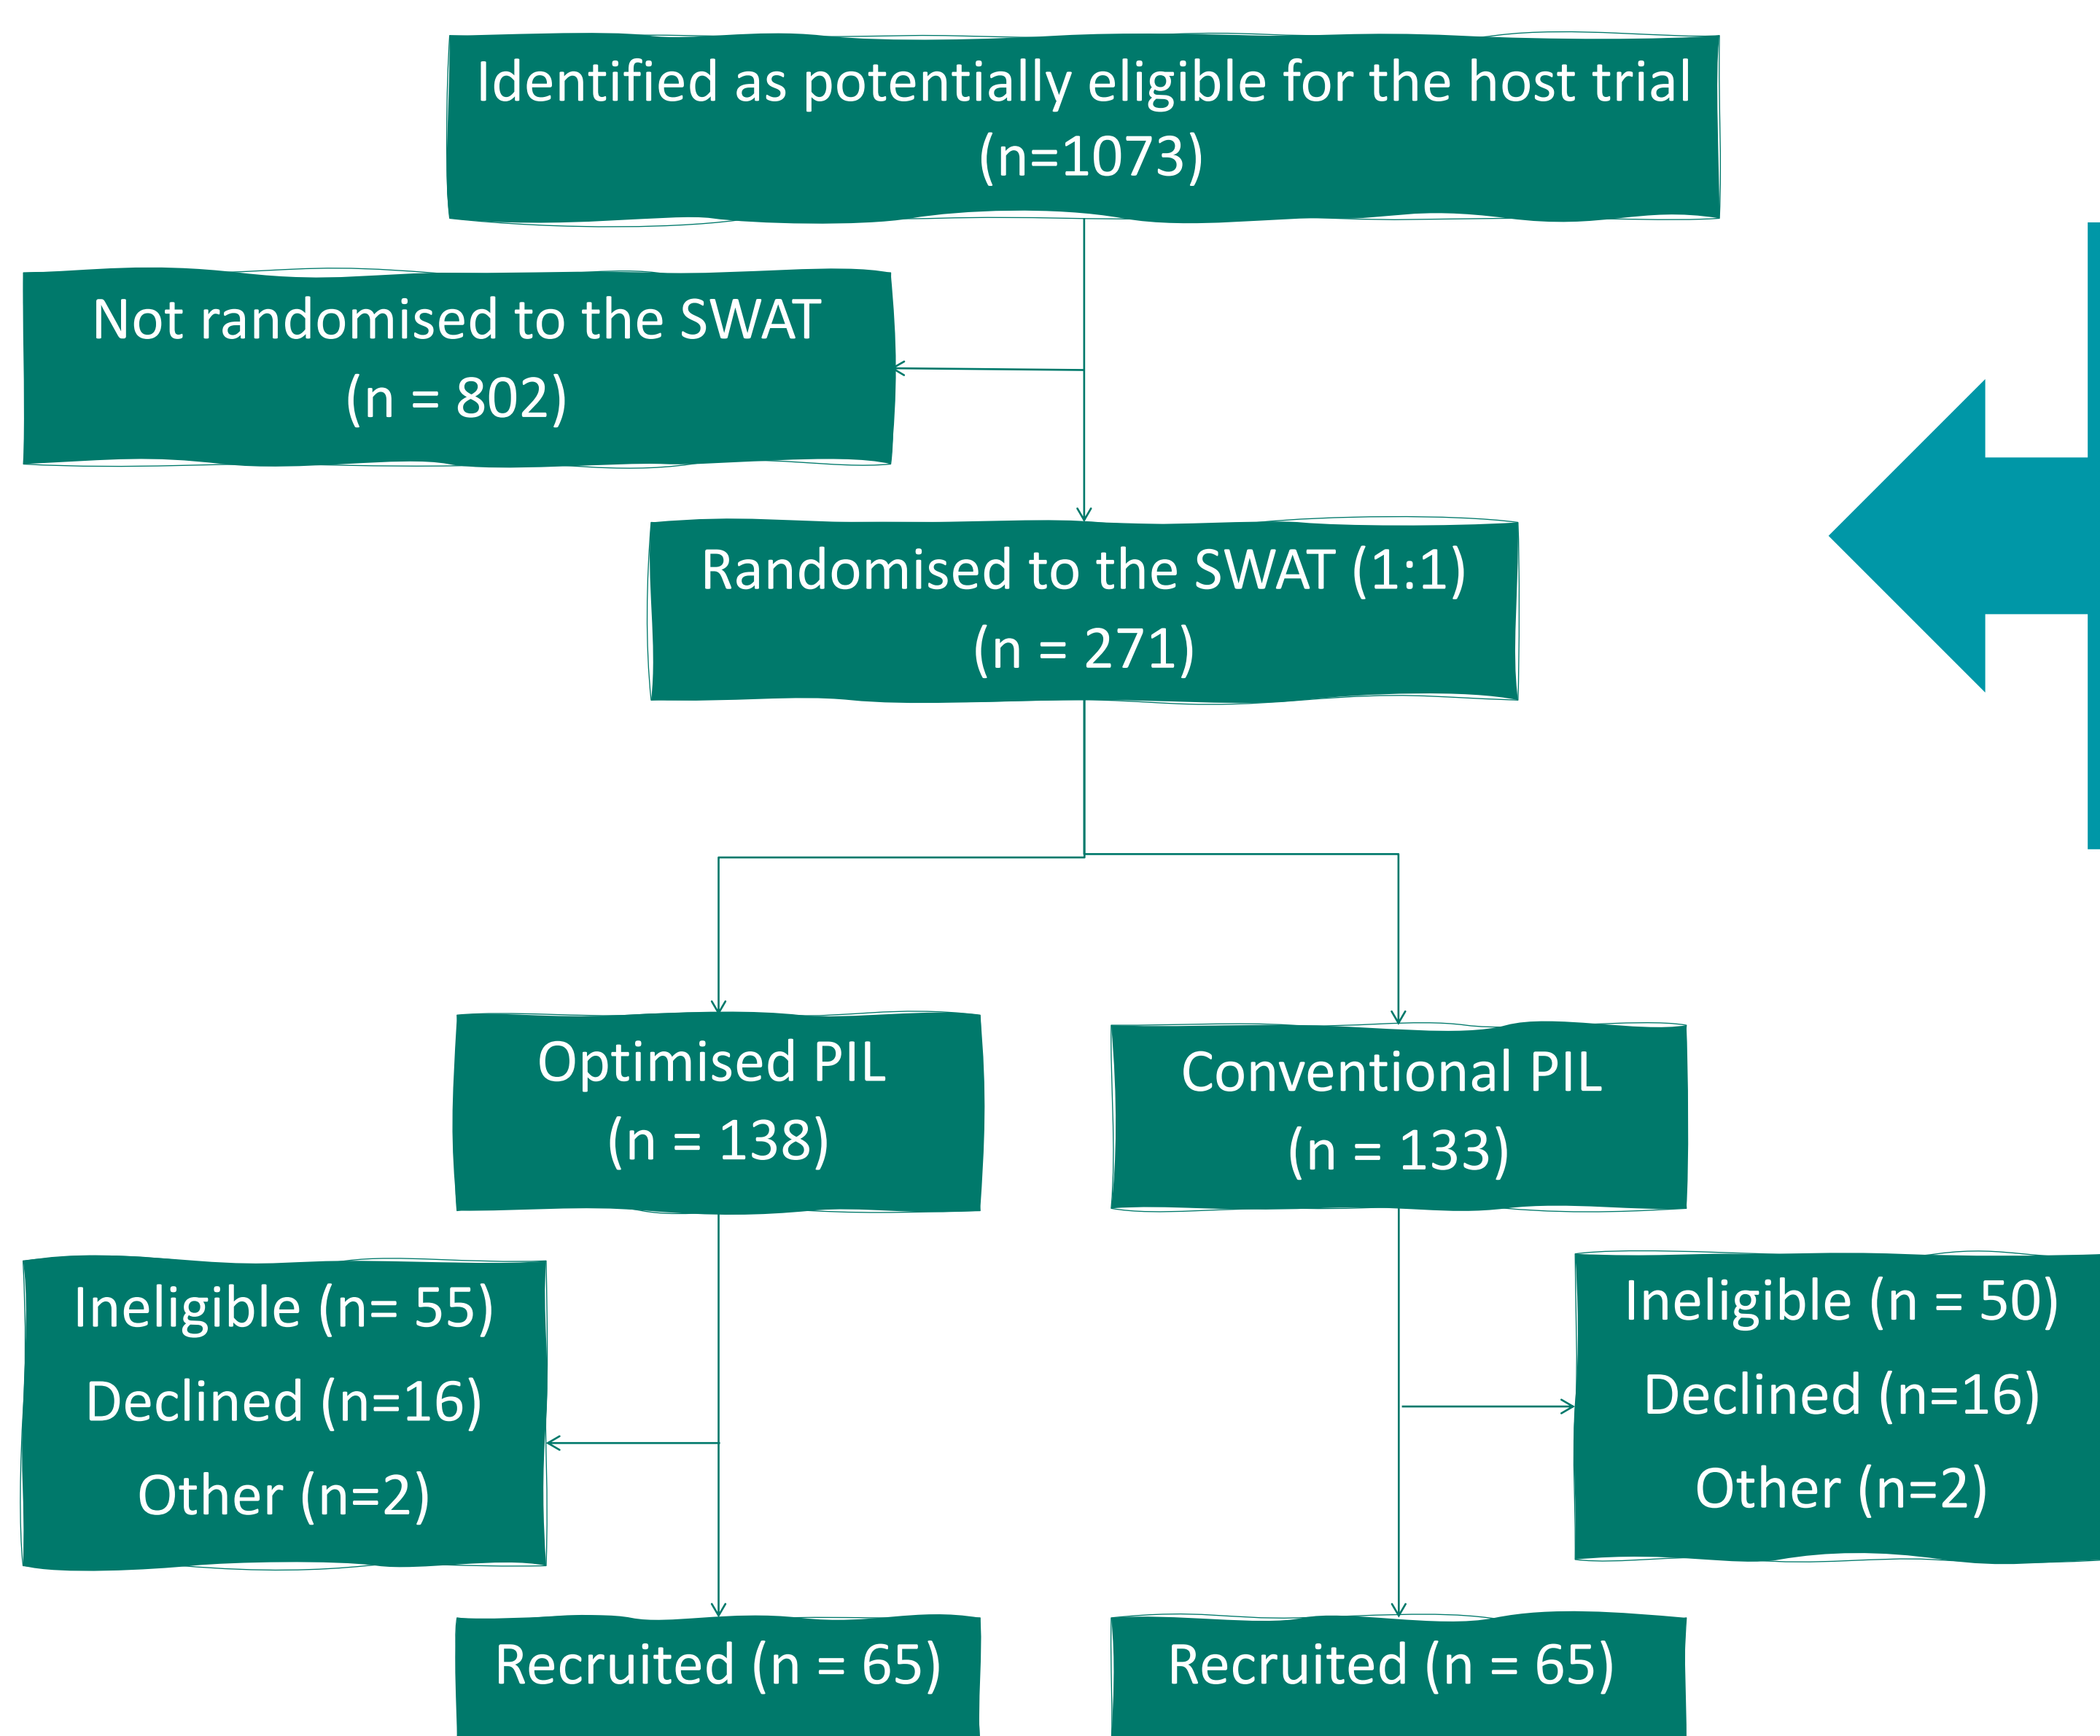 Identified as potentially eligible for the host trial
(n=1073)
Not randomised to the SWAT
(n = 802)
Randomised to the SWAT (1:1)
(n = 271)
Optimised PIL
(n = 138)
Conventional PIL
(n = 133)
Ineligible (n= 55)
Declined (n=16)
Other (n=2)
Ineligible (n = 50)
Declined (n=16)
Other (n=2)
Recruited (n = 65)
Recruited (n = 65)